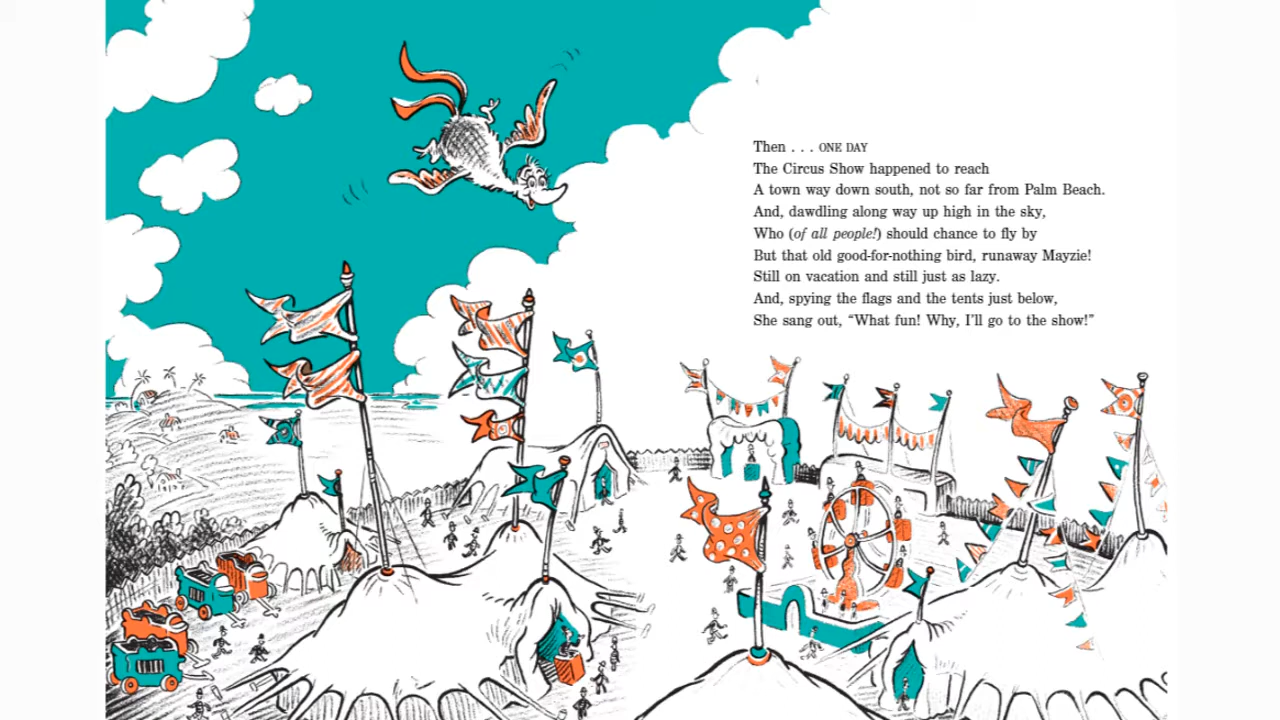 Then . . . ONE DAY
The Circus Show happened to reach
A town way down south, not so far from Palm Beach.
And, dawdling along way up high in the sky,
Who (of all people!) should chance to fly by
But that old good-for-nothing bird, runaway Mayzie!
Still on vacation and still just as lazy.
And, spying the flags and the tents just below,
She sang out, “What fun! Why, I’ll go to the show!”